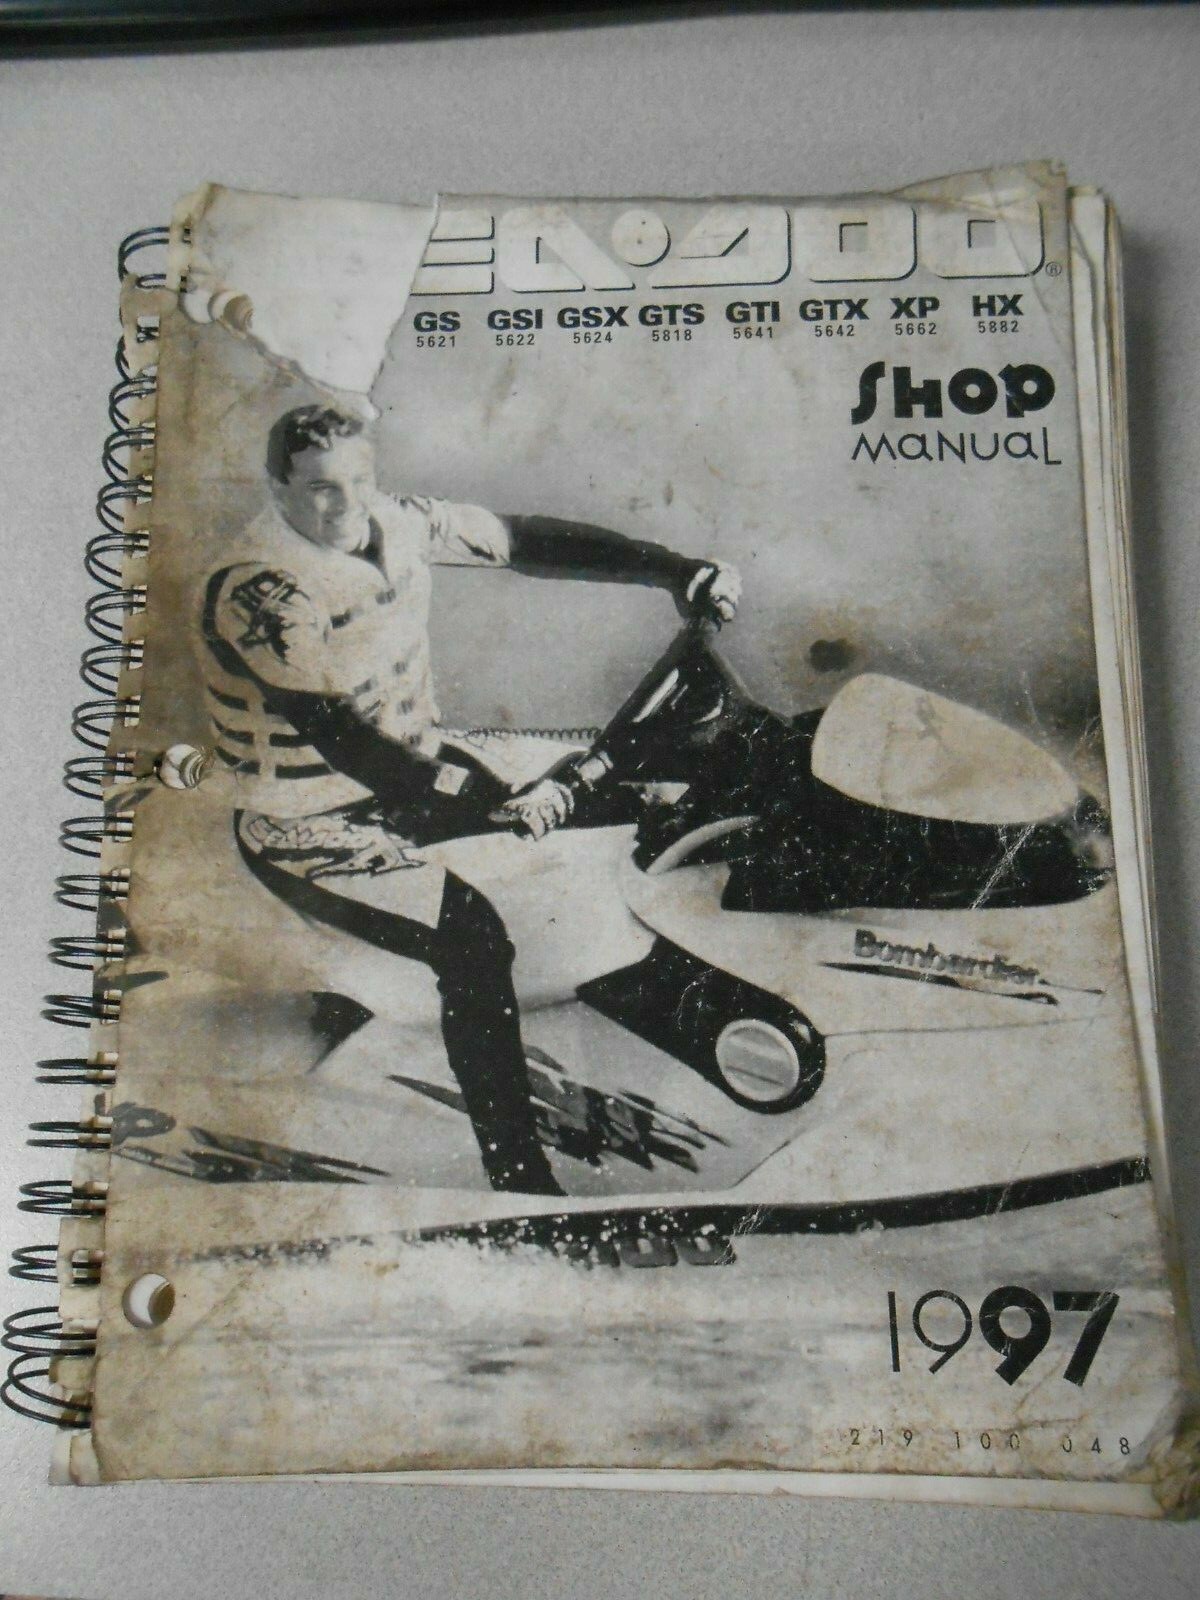 EA·DOO®
GS GSI GSX GTS GTI GTX XP HX
5621 5622 5624 5818 5641 5642 5662 5882
SHOP
MANUAL
Bombardier
1997
219 100 048